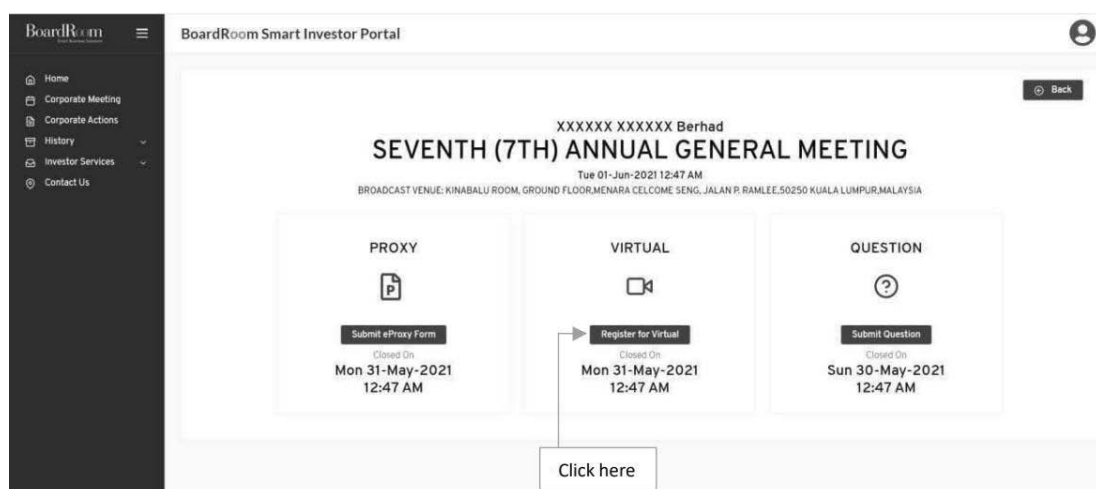 BoardRoom
BoardRoom Smart Investor Portal
Home
Corporate Meeting
Corporate Actions
History
Investor Services
Contact Us
Back
XXXXXX XXXXXX Berhad
SEVENTH (7TH) ANNUAL GENERAL MEETING
Tue 01-Jun-2021 12:47 AM
BROADCAST VENUE: KINABALU ROOM, GROUND FLOOR,MENARA CELCOME SENG, JALAN P. RAMLEE,50250 KUALA LUMPUR,MALAYSIA
PROXY
P
Submit eProxy Form
Closed On
Mon 31-May-2021
12:47 AM
VIRTUAL
Register for Virtual
Closed On
Mon 31-May-2021
12:47 AM
QUESTION
?
Submit Question
Closed On
Sun 30-May-2021
12:47 AM
Click here